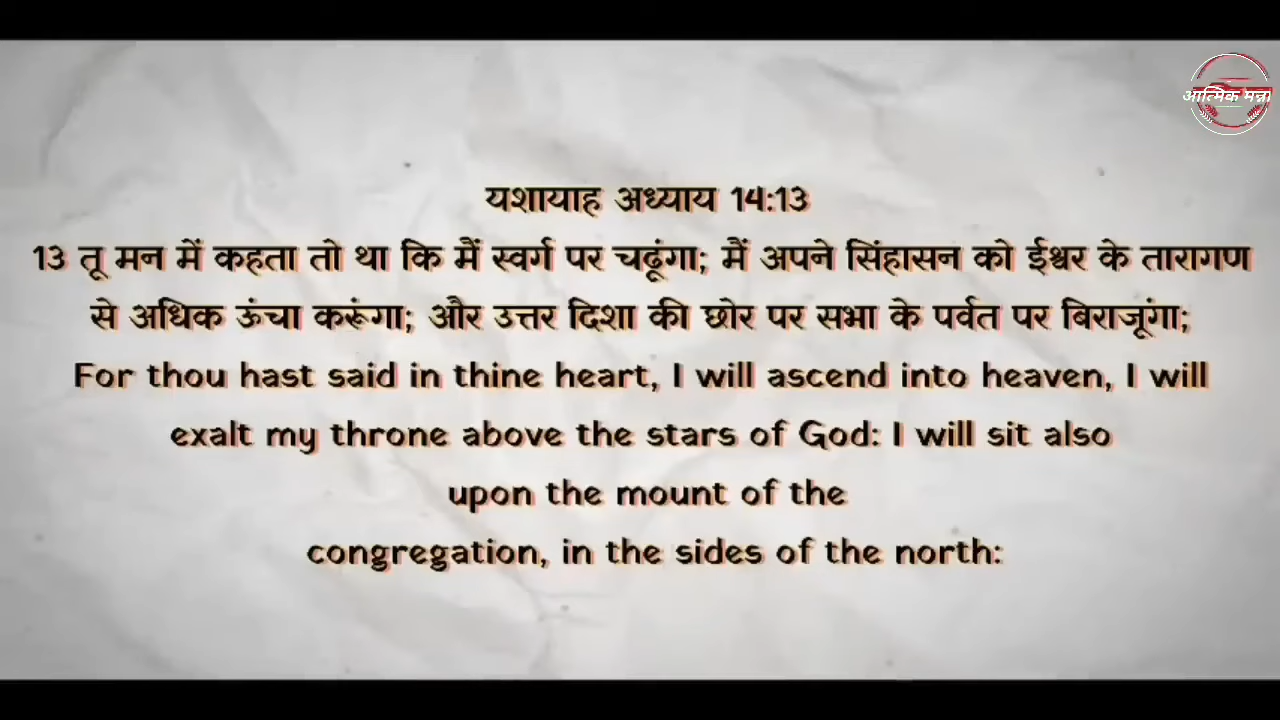 आत्मिक मन्ना
यशायाह अध्याय 14:13
13 तू मन में कहता तो था कि मैं स्वर्ग पर चढूंगा; मैं अपने सिंहासन को ईश्वर के तारागण
से अधिक ऊंचा करूंगा; और उत्तर दिशा की छोर पर सभा के पर्वत पर बिराजूंगा;
For thou hast said in thine heart, I will ascend into heaven, I will
exalt my throne above the stars of God: I will sit also
upon the mount of the
congregation, in the sides of the north: